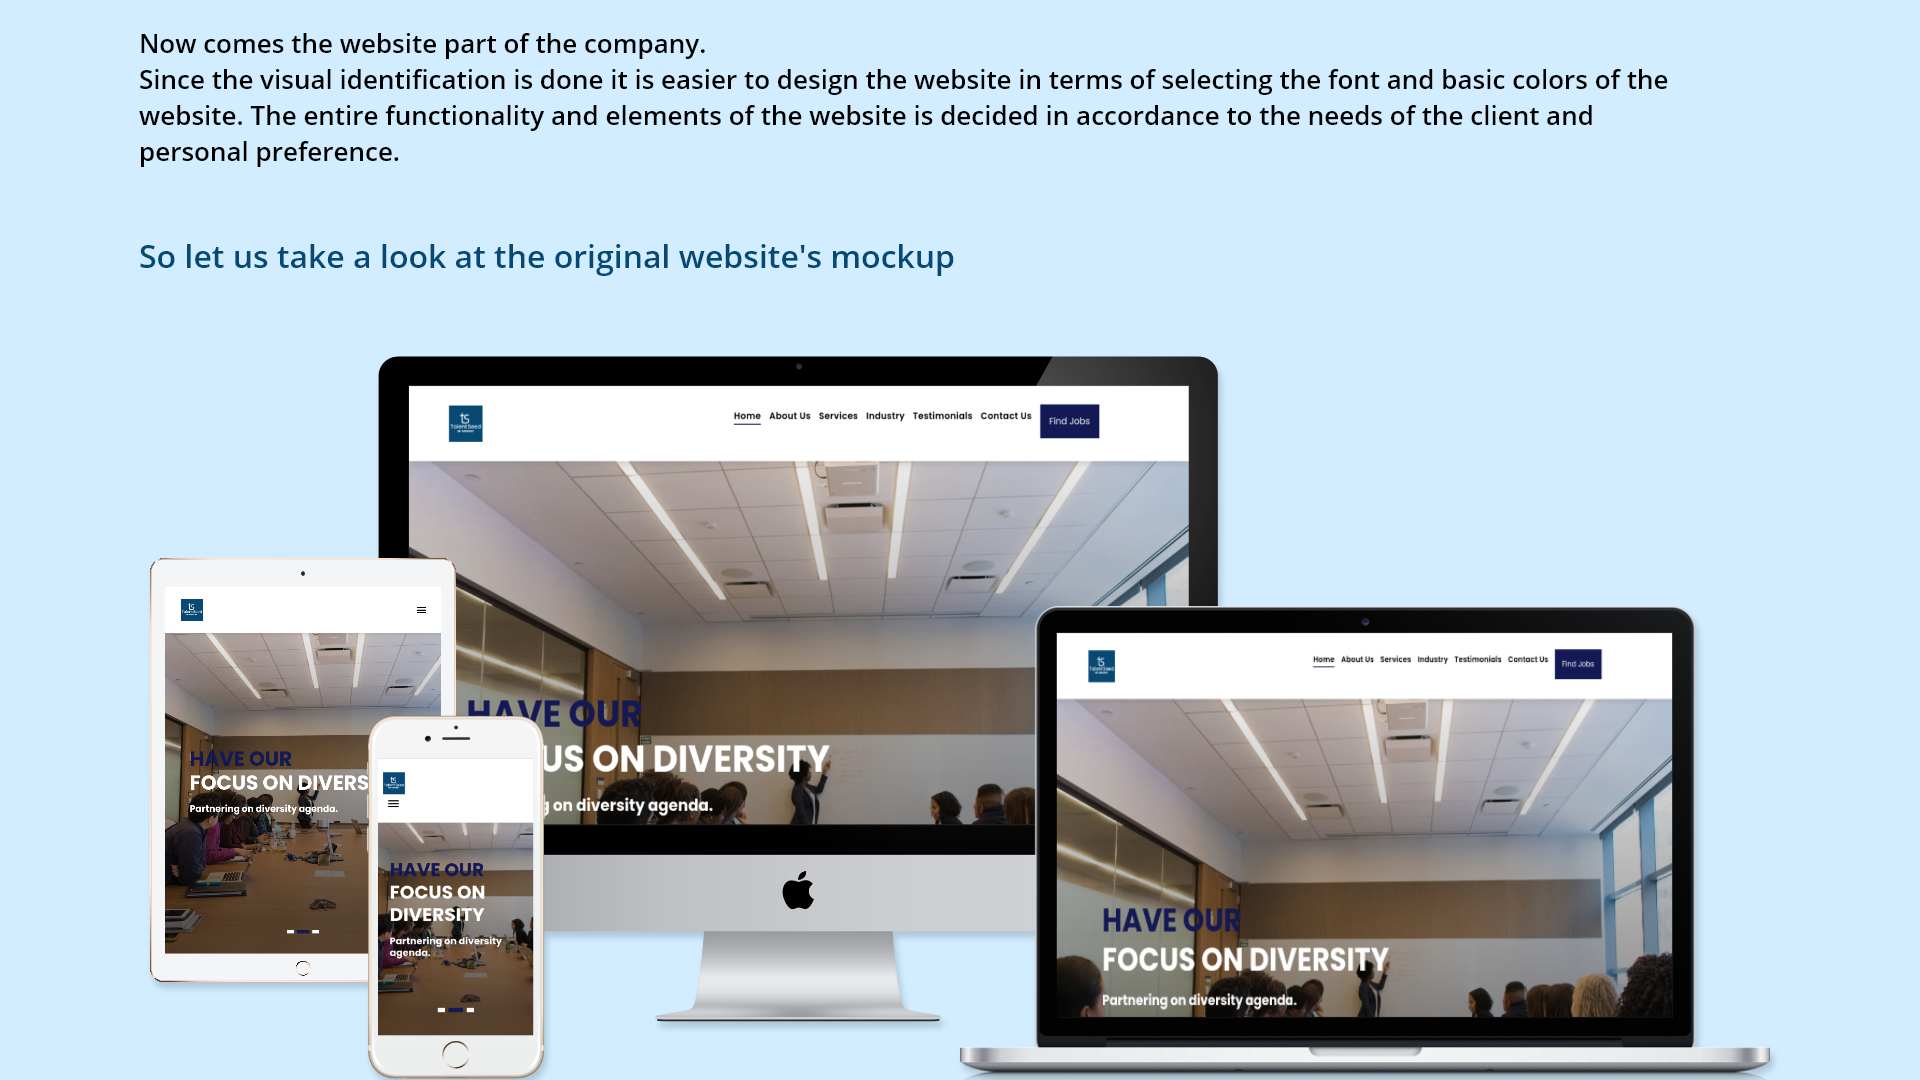 Now comes the website part of the company.
Since the visual identification is done it is easier to design the website in terms of selecting the font and basic colors of the
website. The entire functionality and elements of the website is decided in accordance to the needs of the client and
personal preference.
So let us take a look at the original website's mockup
ts
TalentSeed
Home About Us Services Industry Testimonials Contact Us Find Jobs
HAVE OUR
US ON DIVERSITY
on diversity agenda.
ts
HAVE OUR
FOCUS ON DIVERS
Partnering on diversity agenda.
ts
HAVE OUR
FOCUS ON
DIVERSITY
Partnering on diversity
agenda.
ts
TalentSeed
Home About Us Services Industry Testimonials Contact Us Find Jobs
HAVE OUR
FOCUS ON DIVERSITY
Partnering on diversity agenda.